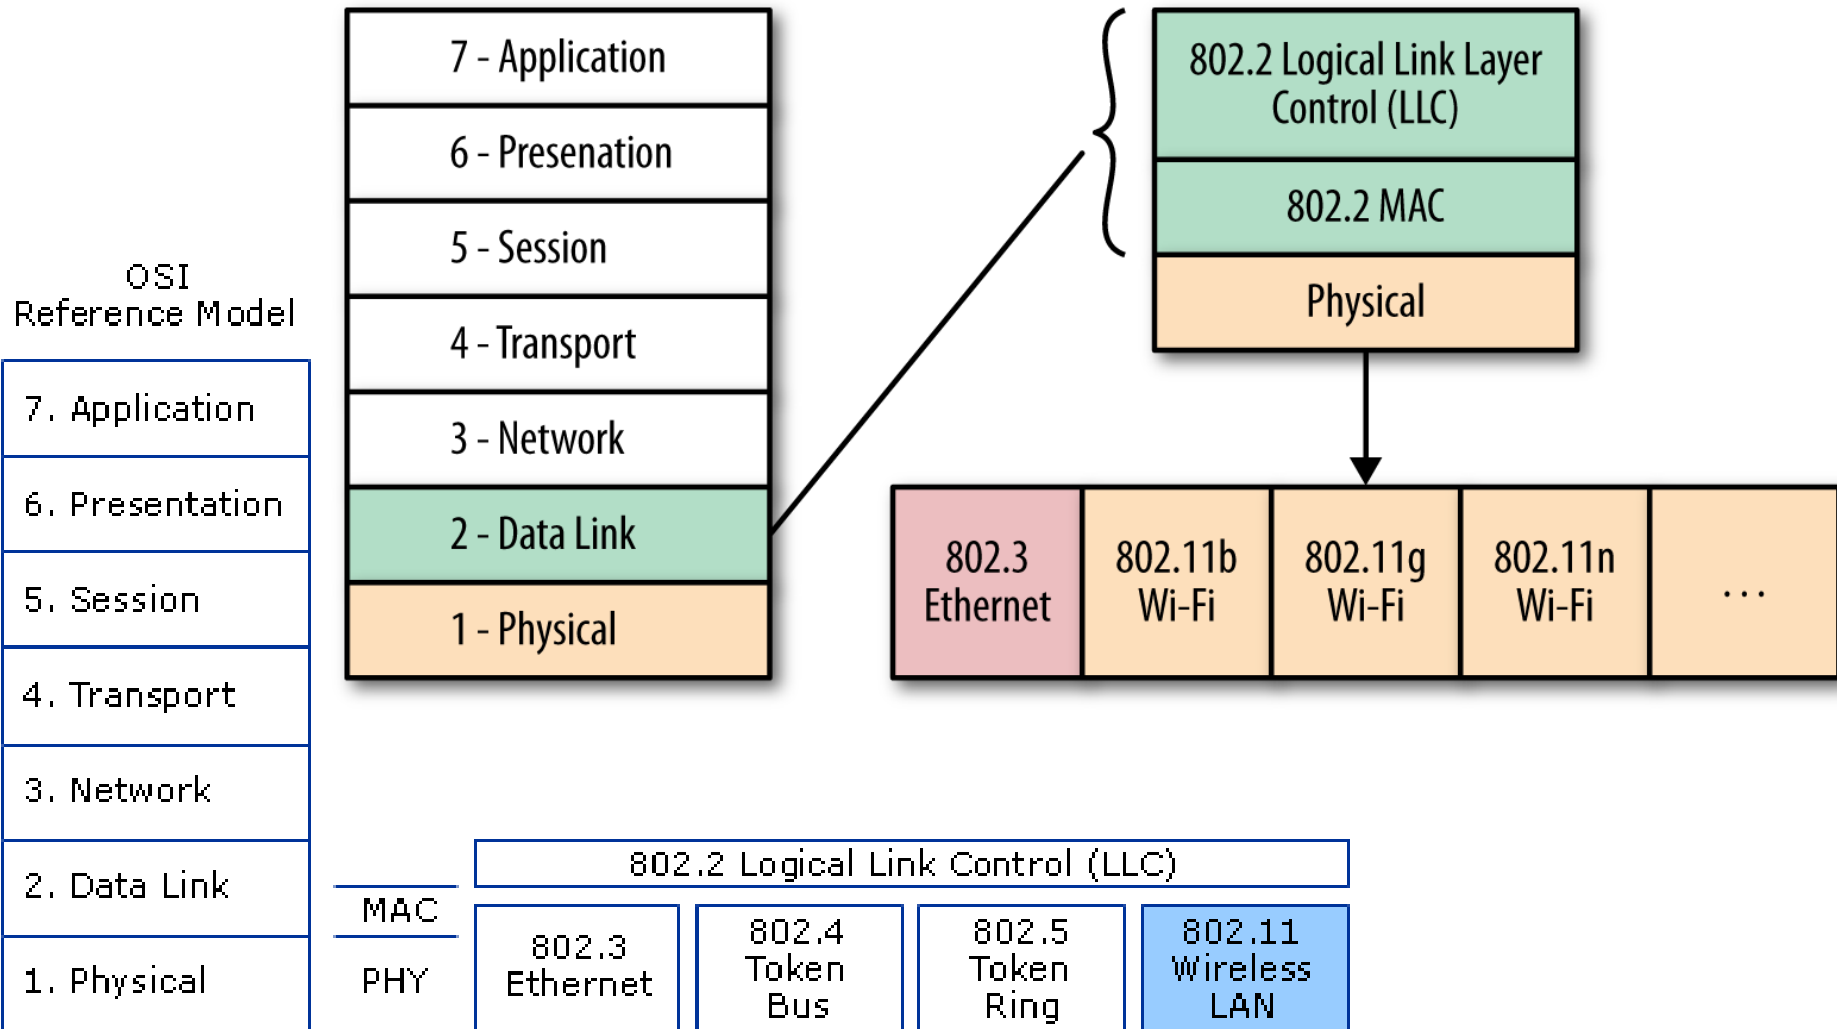 7 - Application
6 - Presenation
5 - Session
4 - Transport
3 - Network
2 - Data Link
1 - Physical
802.2 Logical Link Layer
Control (LLC)
802.2 MAC
Physical
802.3
Ethernet
802.11b
Wi-Fi
802.11g
Wi-Fi
802.11n
Wi-Fi
...
OSI
Reference Model
7. Application
6. Presentation
5. Session
4. Transport
3. Network
2. Data Link
1. Physical
MAC
PHY
802.2 Logical Link Control (LLC)
802.3
Ethernet
802.4
Token
Bus
802.5
Token
Ring
802.11
Wireless
LAN